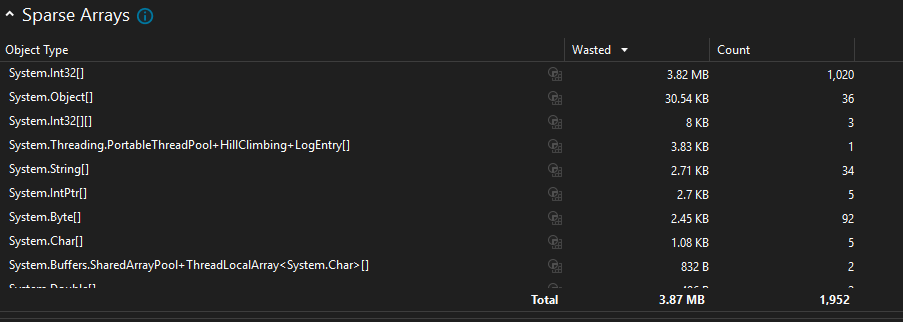 Sparse Arrays
Object Type Wasted Count
System.Int32[] 3.82 MB 1,020
System.Object[] 30.54 KB 36
System.Int32[][] 8 KB 3
System.Threading.PortableThreadPool+HillClimbing+LogEntry[] 3.83 KB 1
System.String[] 2.71 KB 34
System.IntPtr[] 2.7 KB 5
System.Byte[] 2.45 KB 92
System.Char[] 1.08 KB 5
System.Buffers.SharedArrayPool+ThreadLocalArray<System.Char>[] 832 B 2
System.Double[]
Total 3.87 MB 1,952